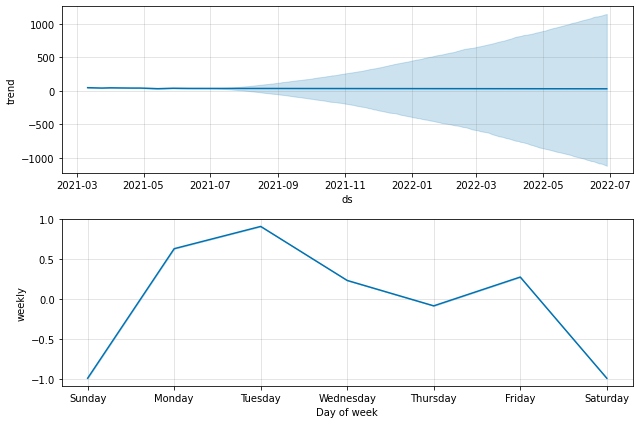 1000
500
0
−500
−1000
trend
2021-03 2021-05 2021-07 2021-09 2021-11 2022-01 2022-03 2022-05 2022-07
ds
1.0
0.5
0.0
−0.5
−1.0
weekly
Sunday Monday Tuesday Wednesday Thursday Friday Saturday
Day of week